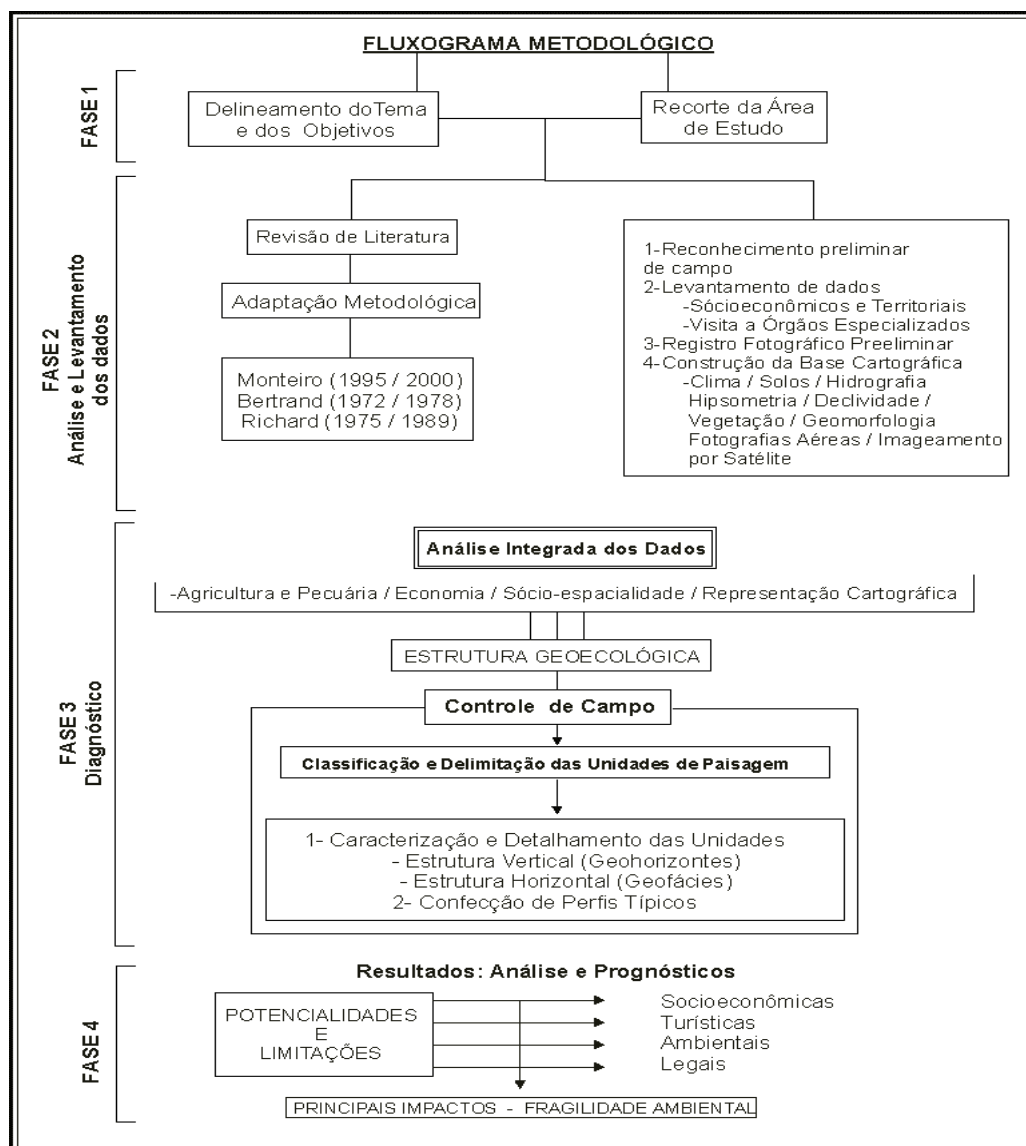 FLUXOGRAMA METODOLÓGICO
FASE 1
Delineamento do Tema
e dos Objetivos
Recorte da Área
de Estudo
FASE 2
Análise e Levantamento
dos dados
Revisão de Literatura
Adaptação Metodológica
Monteiro (1995 / 2000)
Bertrand (1972 / 1978)
Richard (1975 / 1989)
1-Reconhecimento preliminar
de campo
2-Levantamento de dados
-Sócioeconômicos e Territoriais
-Visita a Órgãos Especializados
3-Registro Fotográfico Preeliminar
4-Construção da Base Cartográfica
-Clima / Solos / Hidrografia
Hipsometria / Declividade /
Vegetação / Geomorfologia
Fotografias Aéreas / Imageamento
por Satélite
FASE 3
Diagnóstico
Análise Integrada dos Dados
-Agricultura e Pecuária / Economia / Sócio-espacialidade / Representação Cartográfica
ESTRUTURA GEOECOLÓGICA
Controle de Campo
Classificação e Delimitação das Unidades de Paisagem
1- Caracterização e Detalhamento das Unidades
- Estrutura Vertical (Geohorizontes)
- Estrutura Horizontal (Geofácies)
2- Confecção de Perfis Típicos
FASE 4
Resultados: Análise e Prognósticos
POTENCIALIDADES
E
LIMITAÇÕES
Socioeconômicas
Turísticas
Ambientais
Legais
PRINCIPAIS IMPACTOS - FRAGILIDADE AMBIENTAL